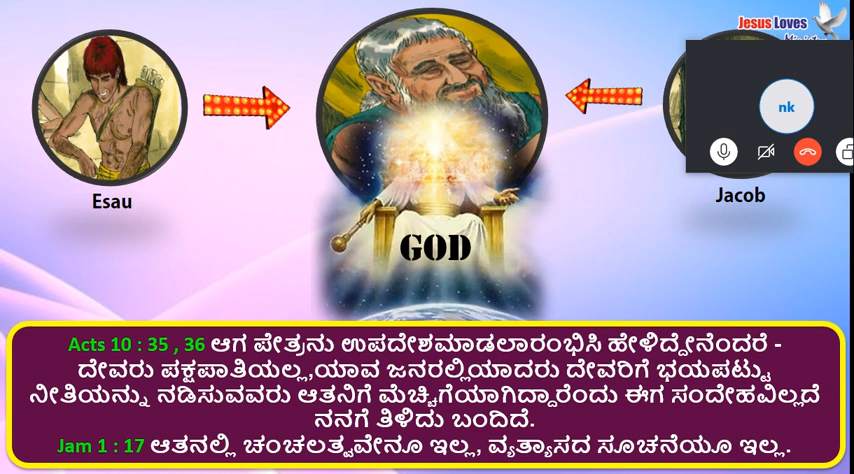 Jesus Loves
nk
Esau
Jacob
GOD
Acts 10 : 35 , 36 ಆಗ ಪೇತ್ರನು ಉಪದೇಶಮಾಡಲಾರಂಭಿಸಿ ಹೇಳಿದ್ದೇನೆಂದರೆ -
ದೇವರು ಪಕ್ಷಪಾತಿಯಲ್ಲ,ಯಾವ ಜನರಲ್ಲಿಯಾದರು ದೇವರಿಗೆ ಭಯಪಟ್ಟು
ನೀತಿಯನ್ನು ನಡಿಸುವವರು ಆತನಿಗೆ ಮೆಚ್ಚಿಗೆಯಾಗಿದ್ದಾರೆಂದು ಈಗ ಸಂದೇಹವಿಲ್ಲದೆ
ನನಗೆ ತಿಳಿದು ಬಂದಿದೆ.
Jam 1 : 17 ಆತನಲ್ಲಿ ಚಂಚಲತ್ವವೇನೂ ಇಲ್ಲ, ವ್ಯತ್ಯಾಸದ ಸೂಚನೆಯೂ ಇಲ್ಲ.